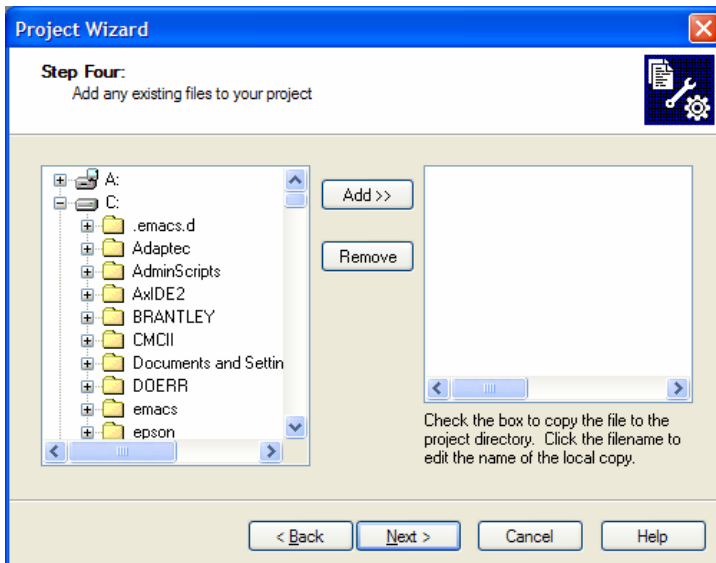 Project Wizard
Step Four:
Add any existing files to your project
A:
C:
.emacs.d
Adaptec
AdminScripts
AxIDE2
BRANTLEY
CMCII
Documents and Settin
DOERR
emacs
epson
Add >>
Remove
Check the box to copy the file to the
project directory.  Click the filename to
edit the name of the local copy.
< Back
Next >
Cancel
Help